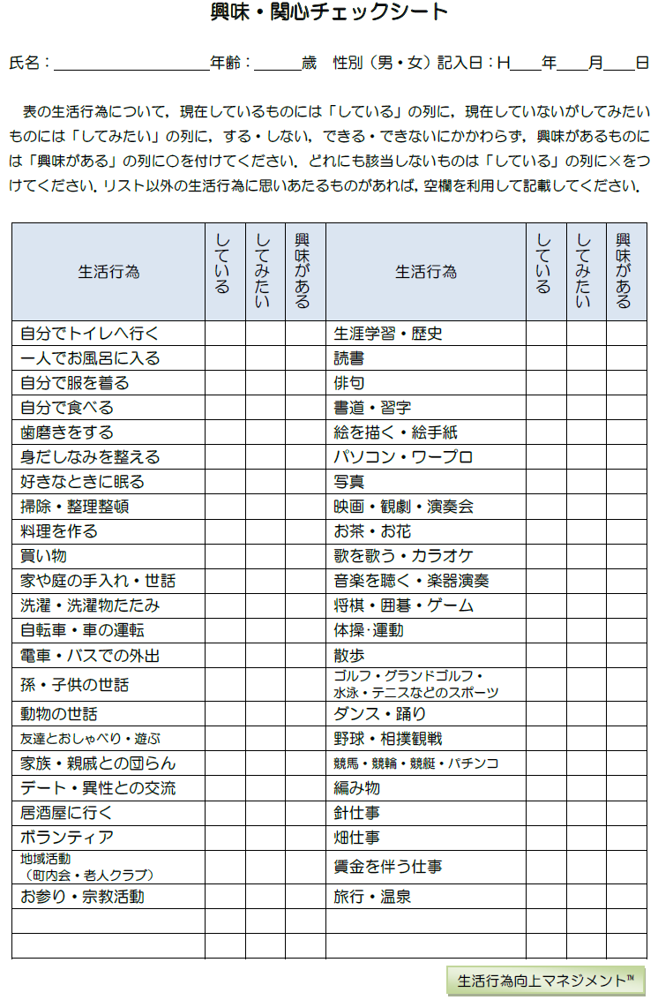 興味・関心チェックシート
氏名：＿＿＿＿＿＿＿＿＿＿年齢：＿＿＿歳　性別（男・女）記入日：H＿＿年＿＿月＿＿日
表の生活行為について，現在しているものには「している」の列に，現在していないがしてみたい
ものには「してみたい」の列に，する・しない，できる・できないにかかわらず，興味があるものに
は「興味がある」の列に○を付けてください．どれにも該当しないものは「している」の列に×をつ
けてください．リスト以外の生活行為に思いあたるものがあれば，空欄を利用して記載してください．
生活行為　している　してみたい　興味がある　生活行為　している　してみたい　興味がある
自分でトイレへ行く　生涯学習・歴史
一人でお風呂に入る　読書
自分で服を着る　俳句
自分で食べる　書道・習字
歯磨きをする　絵を描く・絵手紙
身だしなみを整える　パソコン・ワープロ
好きなときに眠る　写真
掃除・整理整頓　映画・観劇・演奏会
料理を作る　お茶・お花
買い物　歌を歌う・カラオケ
家や庭の手入れ・世話　音楽を聴く・楽器演奏
洗濯・洗濯物たたみ　将棋・囲碁・ゲーム
自転車・車の運転　体操･運動
電車・バスでの外出　散歩
孫・子供の世話　ゴルフ・グランドゴルフ・
水泳・テニスなどのスポーツ
動物の世話　ダンス・踊り
友達とおしゃべり・遊ぶ　野球・相撲観戦
家族・親戚との団らん　競馬・競輪・競艇・パチンコ
デート・異性との交流　編み物
居酒屋に行く　針仕事
ボランティア　畑仕事
地域活動
（町内会・老人クラブ）　賃金を伴う仕事
お参り・宗教活動　旅行・温泉
生活行為向上マネジメント™